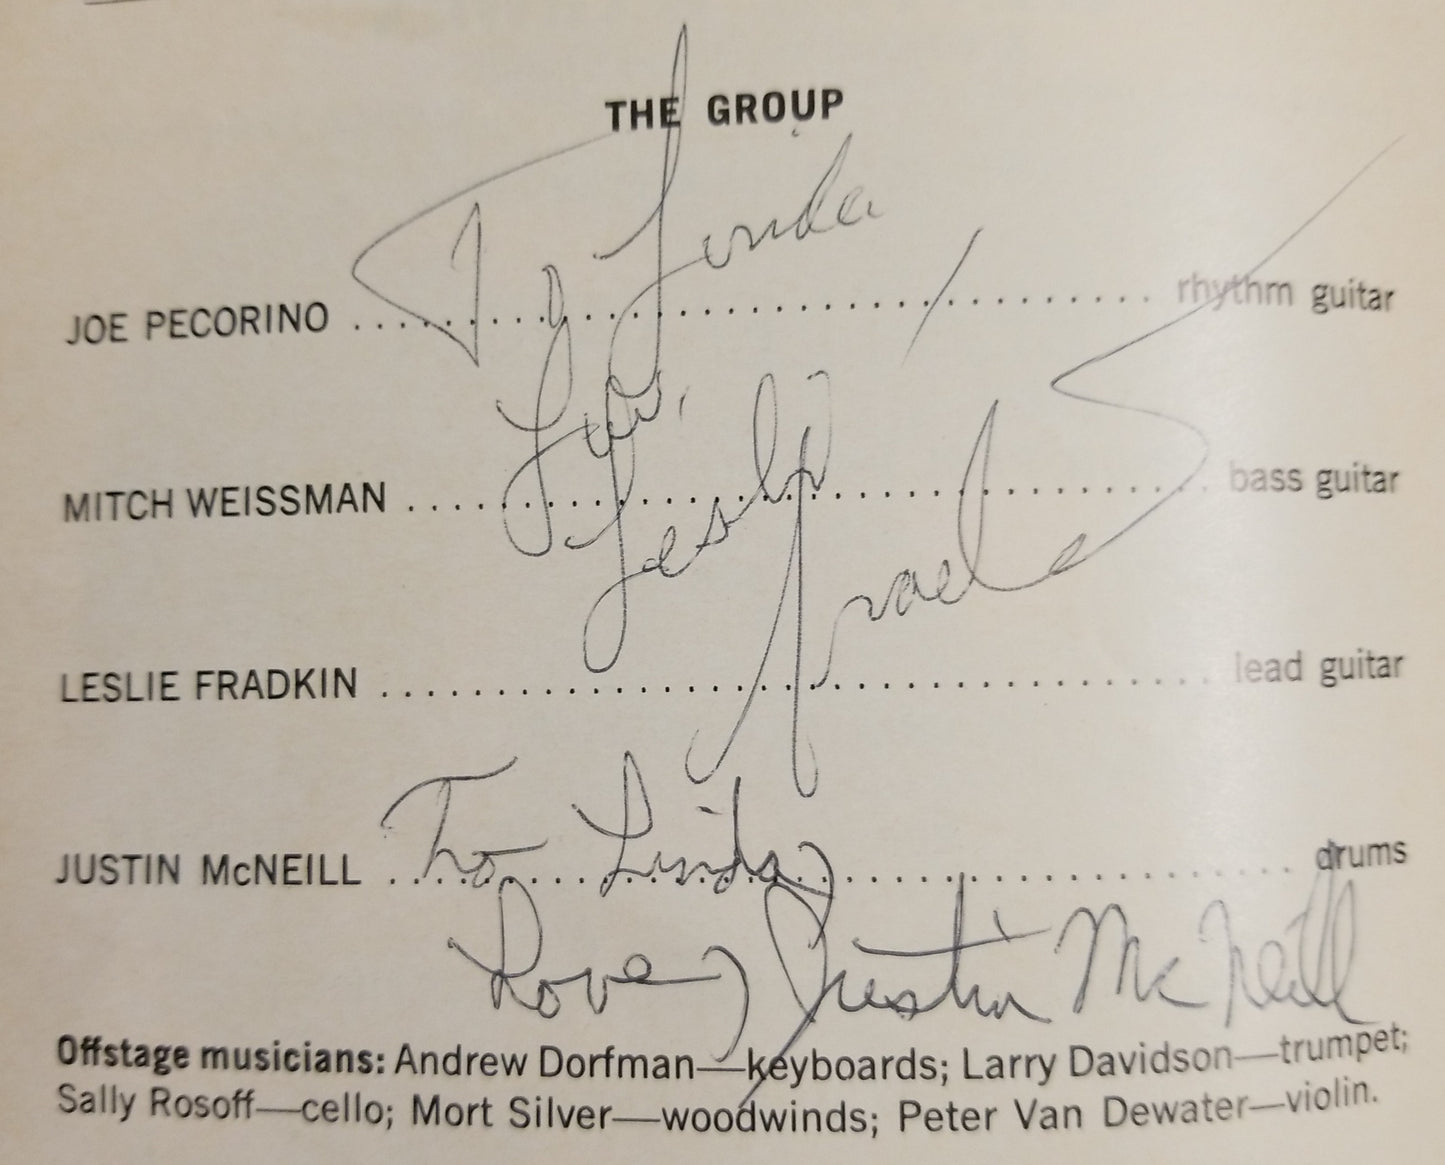 THE GROUP
To Linda
JOE PECORINO .......................... rhythm guitar
Luv,
MITCH WEISSMAN .......................... bass guitar
Leslie
LESLIE FRADKIN .......................... lead guitar
To Linda,
JUSTIN McNEILL .......................... drums
Love, Justin McNeill
Offstage musicians: Andrew Dorfman—keyboards; Larry Davidson—trumpet;
Sally Rosoff—cello; Mort Silver—woodwinds; Peter Van Dewater—violin.